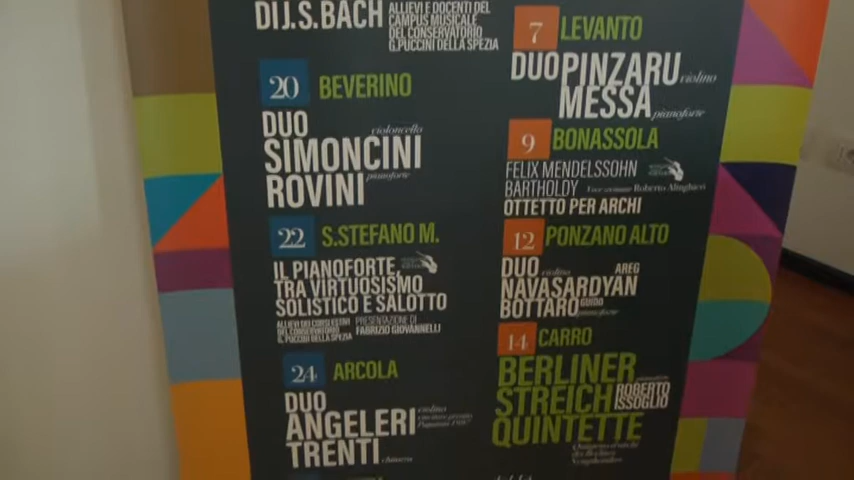 DI J.S. BACH
ALLIEVI E DOCENTI DEL
CAMPUS MUSICALE
DEL CONSERVATORIO
G.PUCCINI DELLA SPEZIA
20 BEVERINO
DUO
violoncello
SIMONCINI
pianoforte
ROVINI
22 S.STEFANO M.
IL PIANOFORTE,
TRA VIRTUOSISMO
SOLISTICO E SALOTTO
ALLIEVI DEI CORSI ESTIVI
DEL CONSERVATORIO
G. PUCCINI DELLA SPEZIA
PRESENTAZIONE DI
FABRIZIO GIOVANNELLI
24 ARCOLA
DUO
ANGELERI
violino
TRENTI
chitarra
7 LEVANTO
DUO PINZARU
violino
MESSA
pianoforte
9 BONASSOLA
FELIX MENDELSSOHN
BARTHOLDY
Roberto Alinghieri
OTTETTO PER ARCHI
12 PONZANO ALTO
DUO
violino
AREG
NAVASARDYAN
BOTTARO
GUIDO
pianoforte
14 CARRO
BERLINER
STREICH
QUINTETTE
ROBERTO
ISSOGLIO